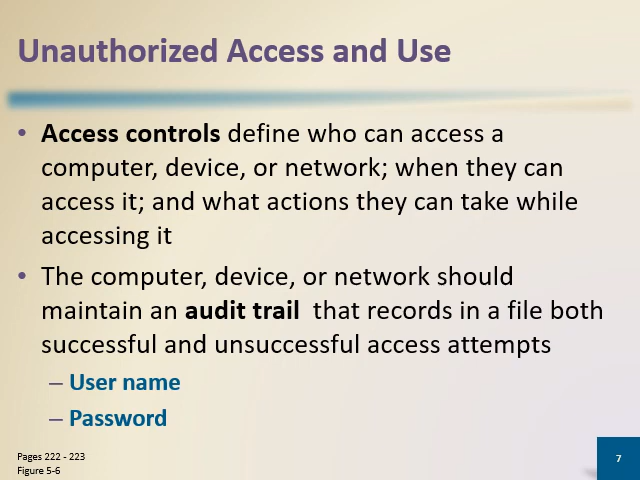 Unauthorized Access and Use
• Access controls define who can access a
computer, device, or network; when they can
access it; and what actions they can take while
accessing it
• The computer, device, or network should
maintain an audit trail that records in a file both
successful and unsuccessful access attempts
– User name
– Password
Pages 222 - 223
Figure 5-6
7